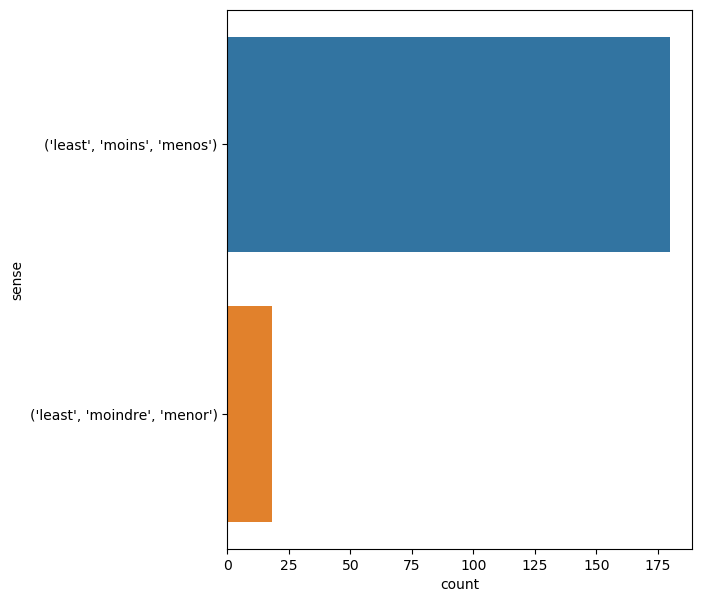 ('least', 'moins', 'menos')
sense
('least', 'moindre', 'menor')
0 25 50 75 100 125 150 175
count